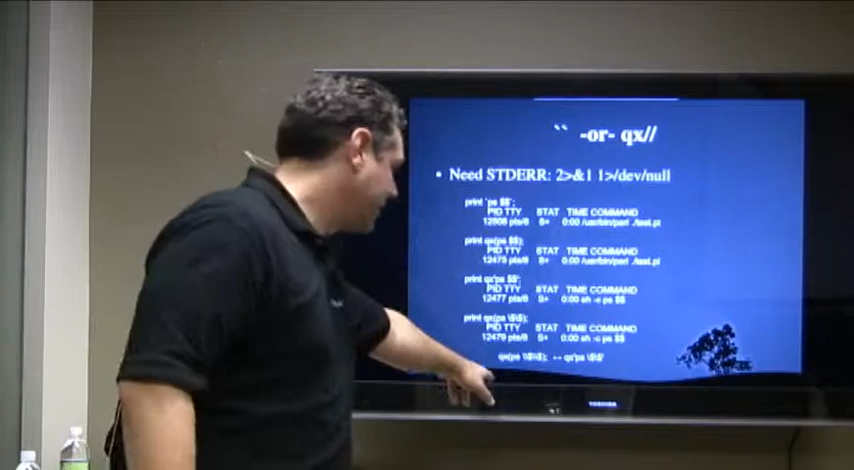 `` -or- qx//
• Need STDERR: 2>&1 1>/dev/null
print `ps $$`;
PID TTY STAT TIME COMMAND
12808 pts/8 S+ 0:00 /usr/bin/perl ./test.pl
print qx(ps $$);
PID TTY STAT TIME COMMAND
12475 pts/8 S+ 0:00 /usr/bin/perl ./test.pl
print qx'ps $$';
PID TTY STAT TIME COMMAND
12477 pts/8 S+ 0:00 sh -c ps $$
print qx(ps \$\$);
PID TTY STAT TIME COMMAND
12479 pts/8 S+ 0:00 sh -c ps $$
TOSHIBA